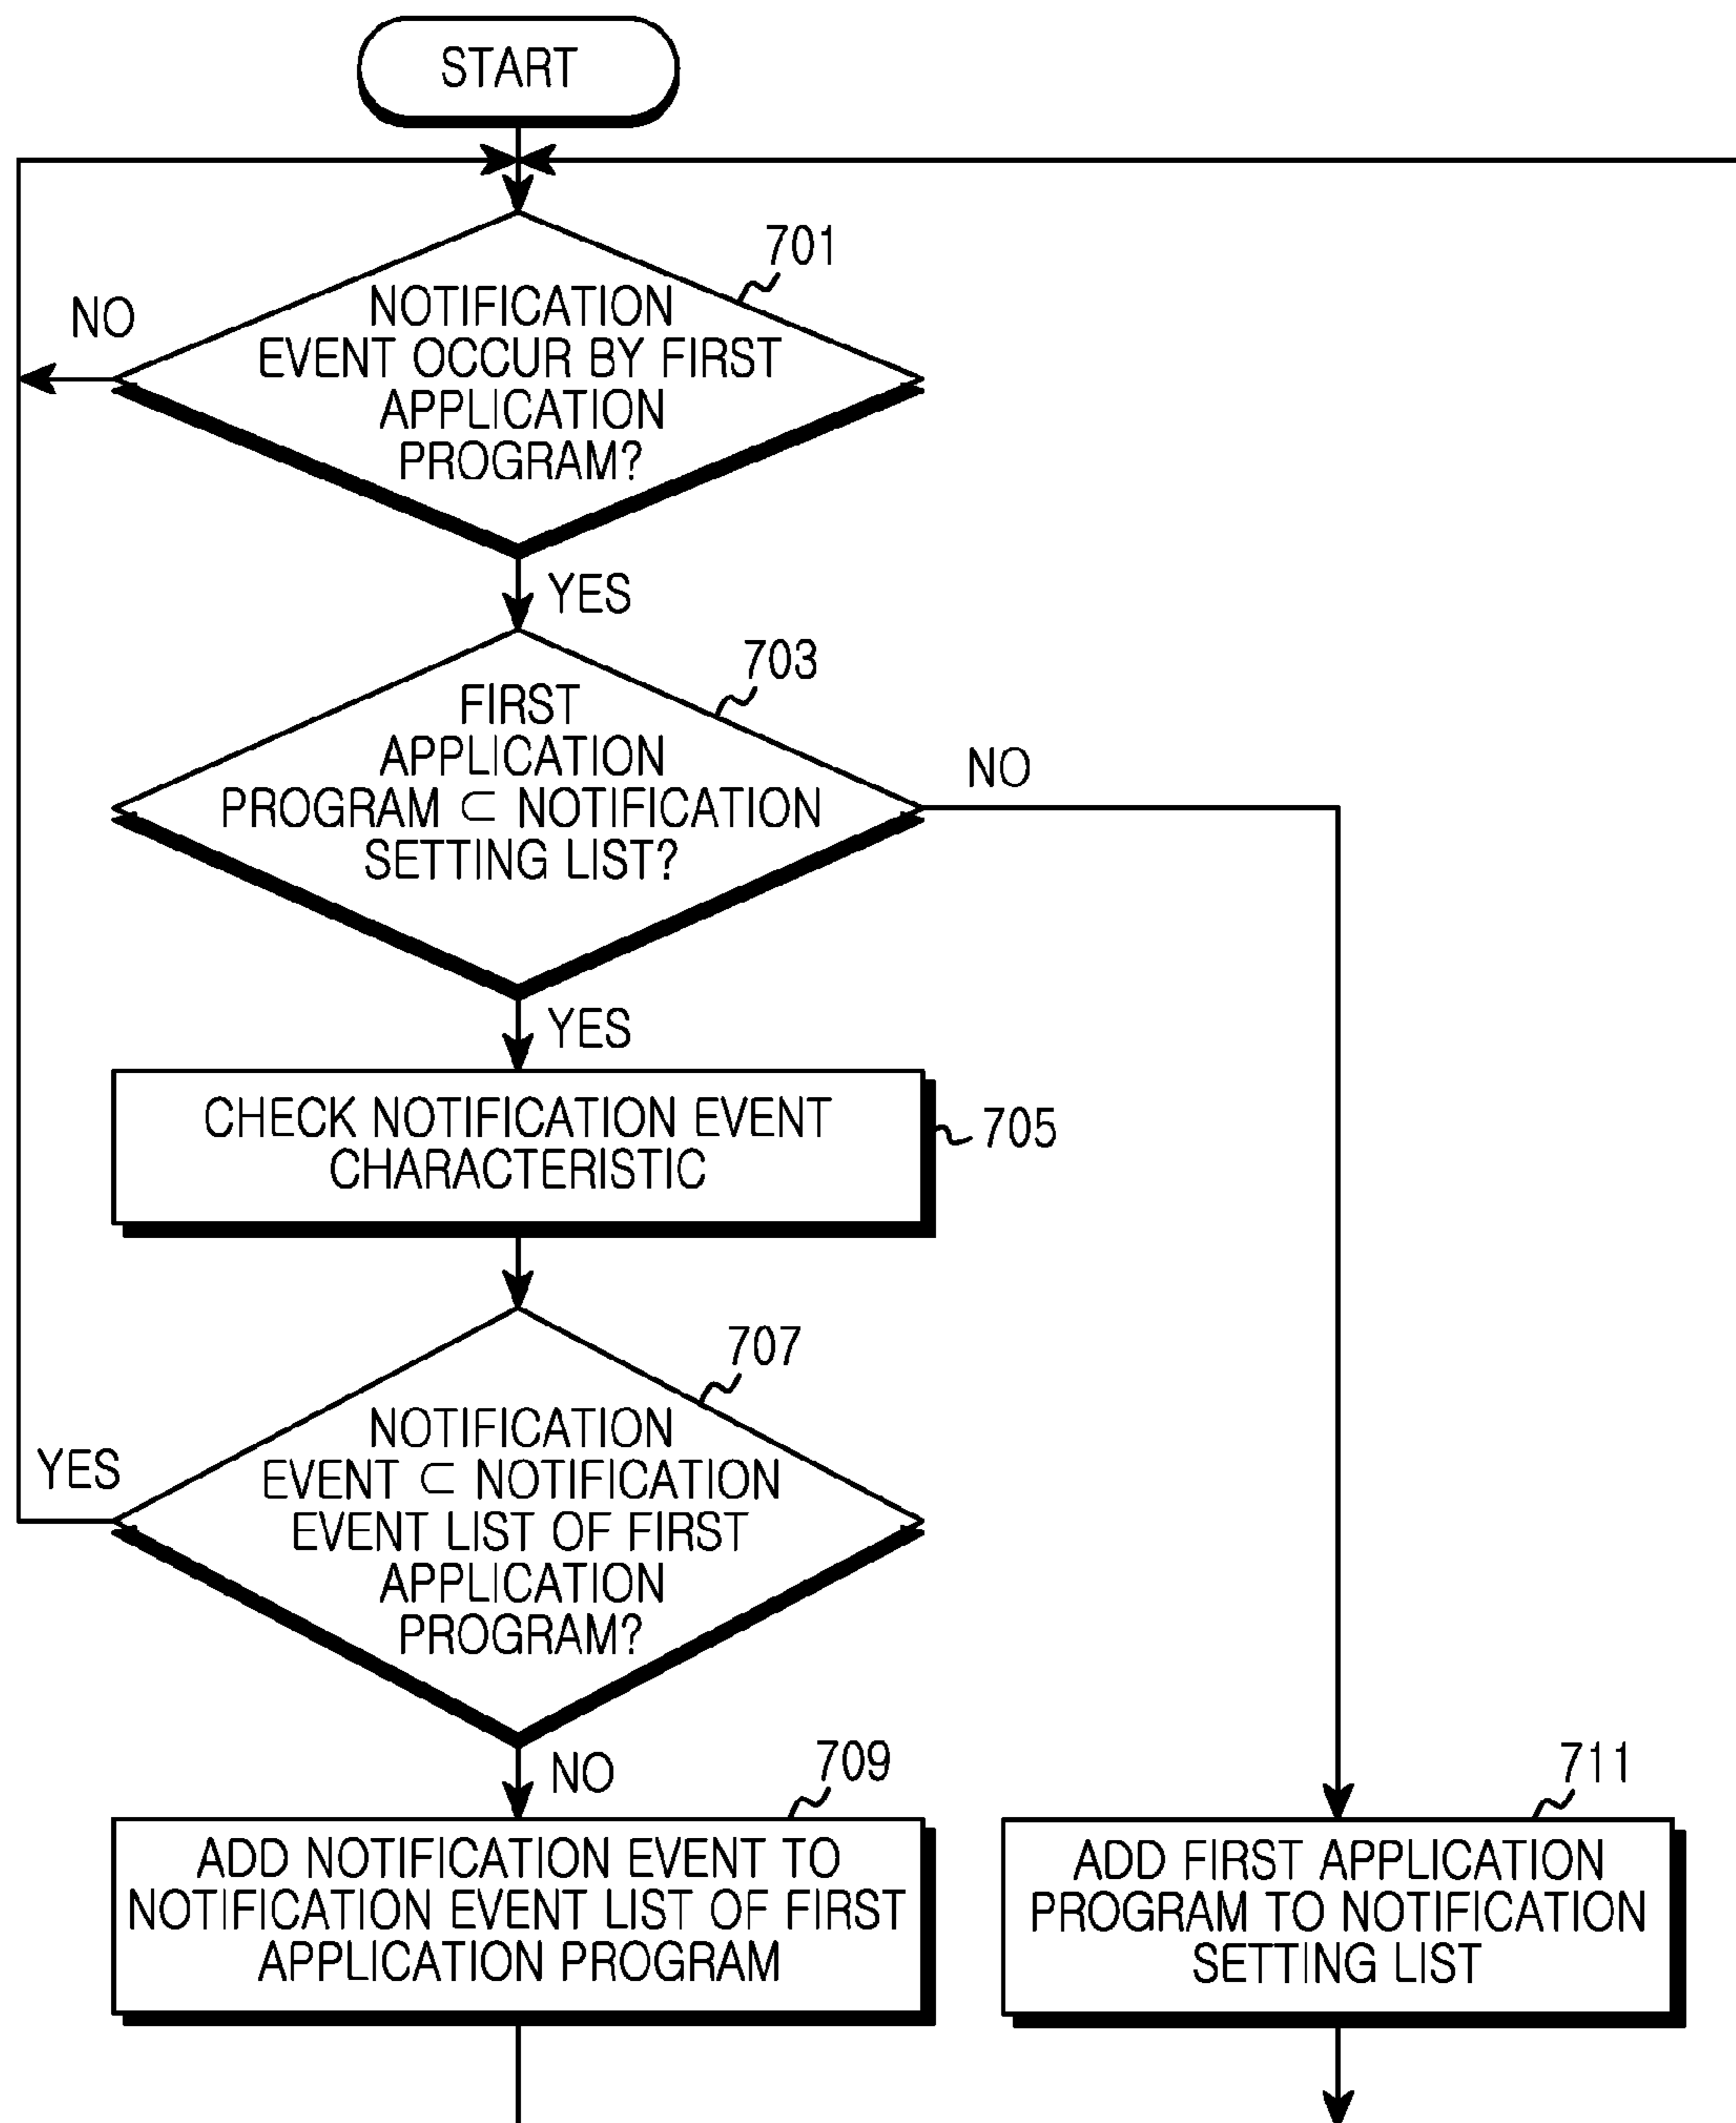 START
701
NOTIFICATION
EVENT OCCUR BY FIRST
APPLICATION
PROGRAM?
NO
YES
703
FIRST
APPLICATION
PROGRAM ⊂ NOTIFICATION
SETTING LIST?
NO
YES
CHECK NOTIFICATION EVENT
CHARACTERISTIC
705
707
NOTIFICATION
EVENT ⊂ NOTIFICATION
EVENT LIST OF FIRST
APPLICATION
PROGRAM?
YES
NO
709
ADD NOTIFICATION EVENT TO
NOTIFICATION EVENT LIST OF FIRST
APPLICATION PROGRAM
711
ADD FIRST APPLICATION
PROGRAM TO NOTIFICATION
SETTING LIST